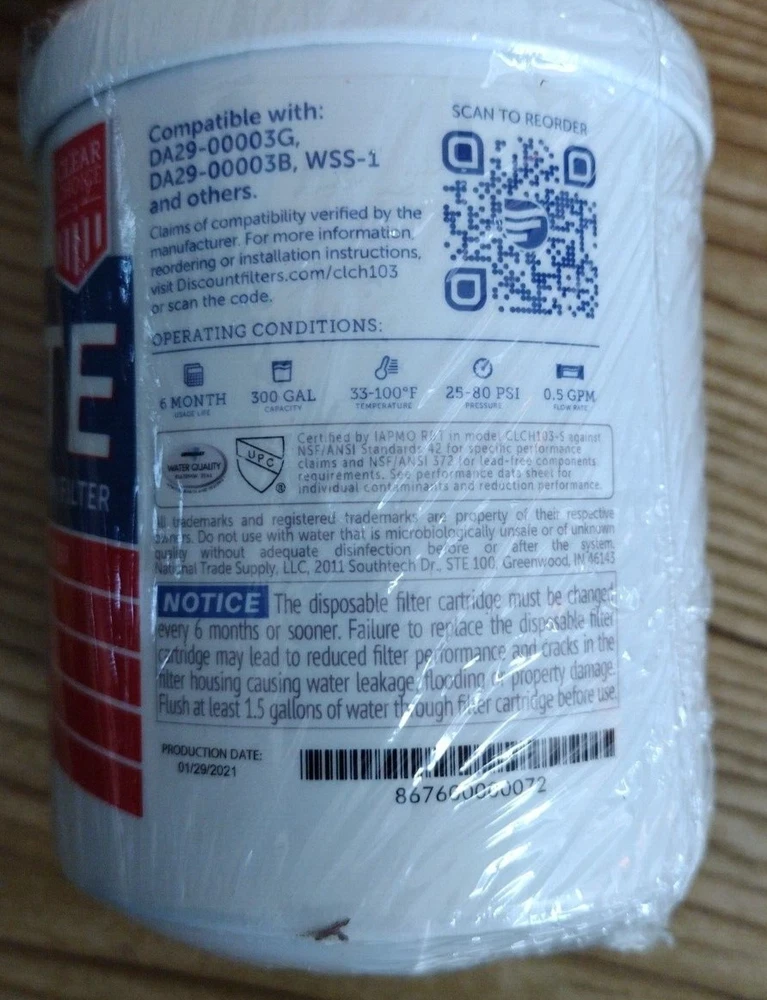 Compatible with:
DA29-00003G,
DA29-00003B, WSS-1
and others.
Claims of compatibility verified by the
manufacturer. For more information,
reordering or installation instructions,
visit Discountfilters.com/clch103
or scan the code.
SCAN TO REORDER
CLEAR
TE
FILTER
OPERATING CONDITIONS:
6 MONTH
USAGE LIFE
300 GAL
CAPACITY
33-100°F
TEMPERATURE
25-80 PSI
PRESSURE
0.5 GPM
FLOW RATE
WATER QUALITY
UPC
®
Certified by IAPMO R&T in model CLCH103-S against
NSF/ANSI Standards 42 for specific performance
claims and NSF/ANSI 372 for lead-free components
requirements. See performance data sheet for
individual contaminants and reduction performance.
All trademarks and registered trademarks are property of their respective
owners. Do not use with water that is microbiologically unsafe or of unknown
quality without adequate disinfection before or after the system.
National Trade Supply, LLC, 2011 Southtech Dr., STE 100, Greenwood, IN 46143
NOTICE The disposable filter cartridge must be changed
every 6 months or sooner. Failure to replace the disposable filter
cartridge may lead to reduced filter performance and cracks in the
filter housing causing water leakage, flooding or property damage.
Flush at least 1.5 gallons of water through filter cartridge before use.
PRODUCTION DATE:
01/29/2021
867600000072